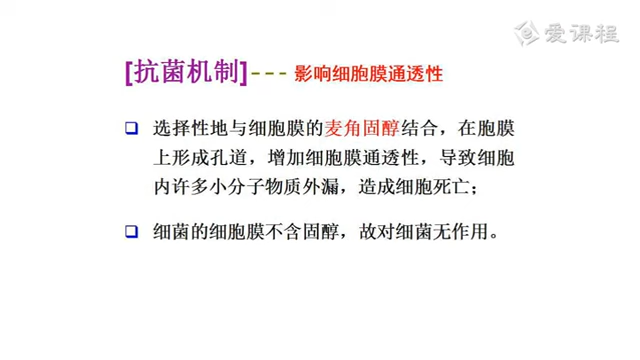 爱课程
[抗菌机制]--- 影响细胞膜通透性
选择性地与细胞膜的麦角固醇结合，在胞膜
上形成孔道，增加细胞膜通透性，导致细胞
内许多小分子物质外漏，造成细胞死亡；
细菌的细胞膜不含固醇，故对细菌无作用。